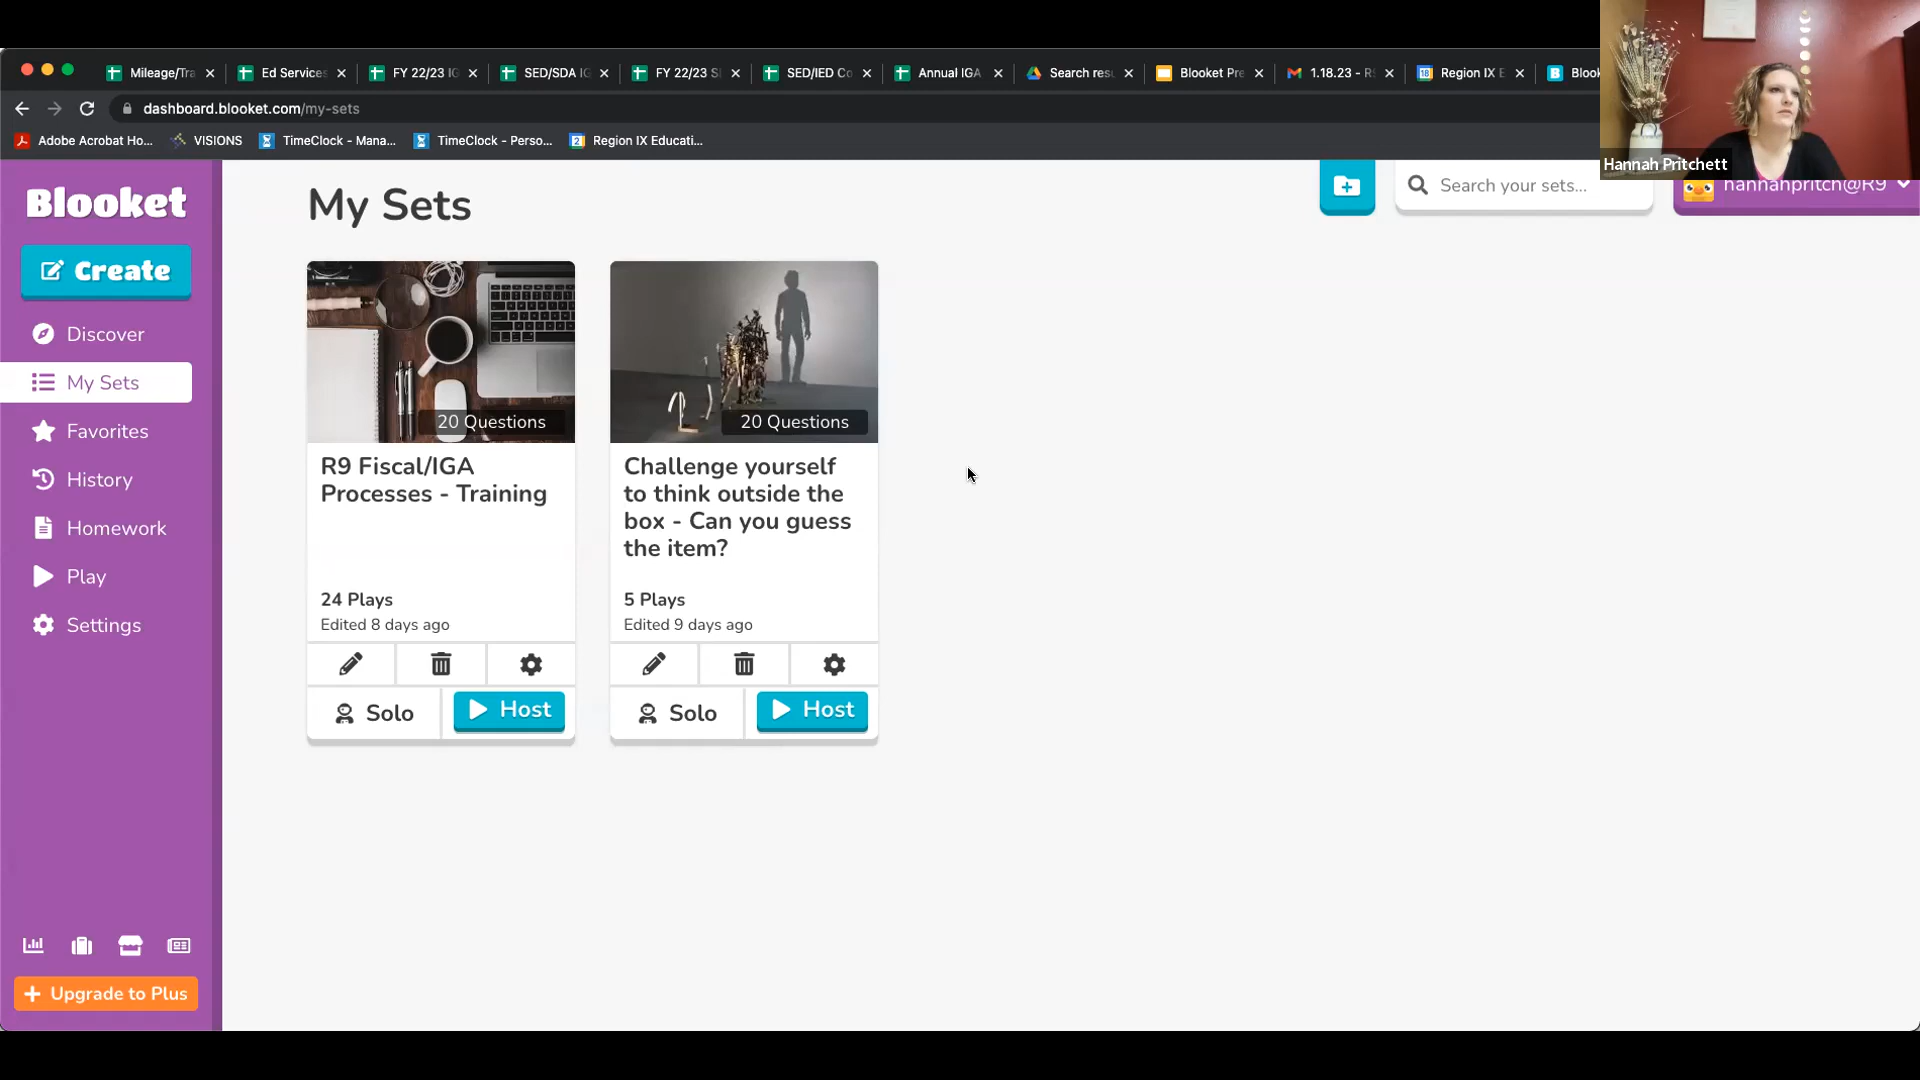 Mileage/Tra
Ed Services
FY 22/23 IG
SED/SDA IG
FY 22/23 S
SED/IED Co
Annual IGA
Search resu
Blooket Pre
1.18.23 - R
Region IX E
Blook
dashboard.blooket.com/my-sets
Adobe Acrobat Ho...
VISIONS
TimeClock - Mana...
TimeClock - Perso...
Region IX Educati...
Hannah Pritchett
Blooket
Create
Discover
My Sets
Favorites
History
Homework
Play
Settings
Upgrade to Plus
My Sets
Search your sets...
hannahpritch@R9
20 Questions
R9 Fiscal/IGA
Processes - Training
24 Plays
Edited 8 days ago
Solo
Host
20 Questions
Challenge yourself
to think outside the
box - Can you guess
the item?
5 Plays
Edited 9 days ago
Solo
Host